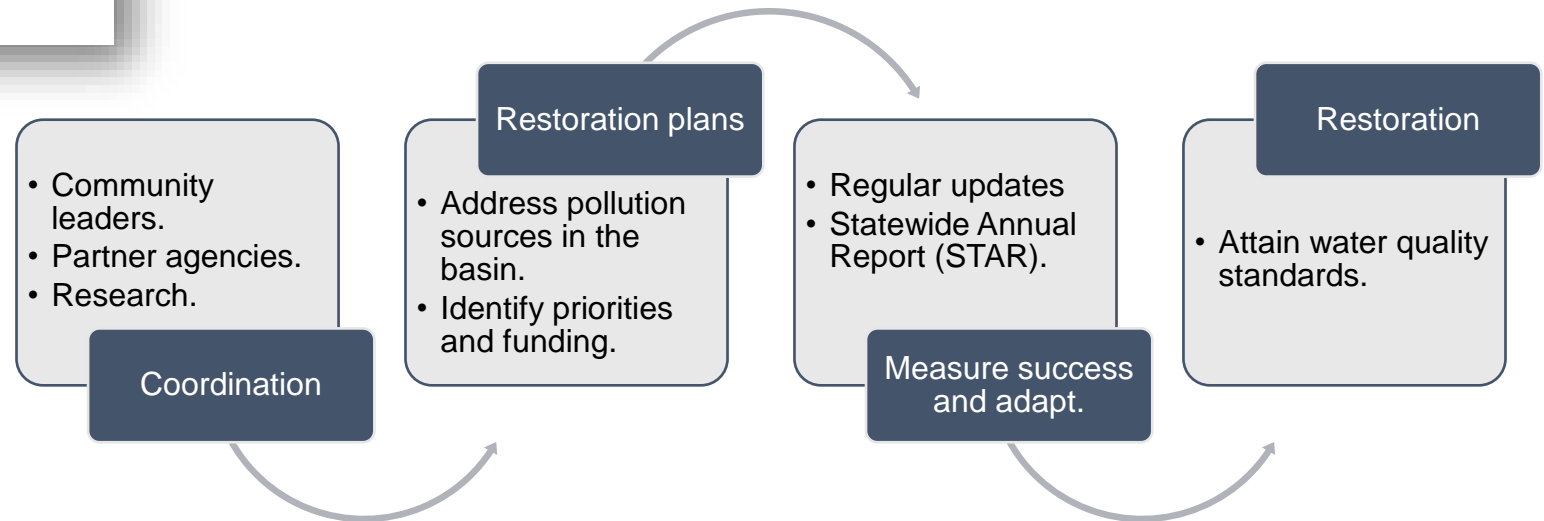 • Community
leaders.
• Partner agencies.
• Research.
Coordination
Restoration plans
• Address pollution
sources in the
basin.
• Identify priorities
and funding.
• Regular updates
• Statewide Annual
Report (STAR).
Measure success
and adapt.
Restoration
• Attain water quality
standards.